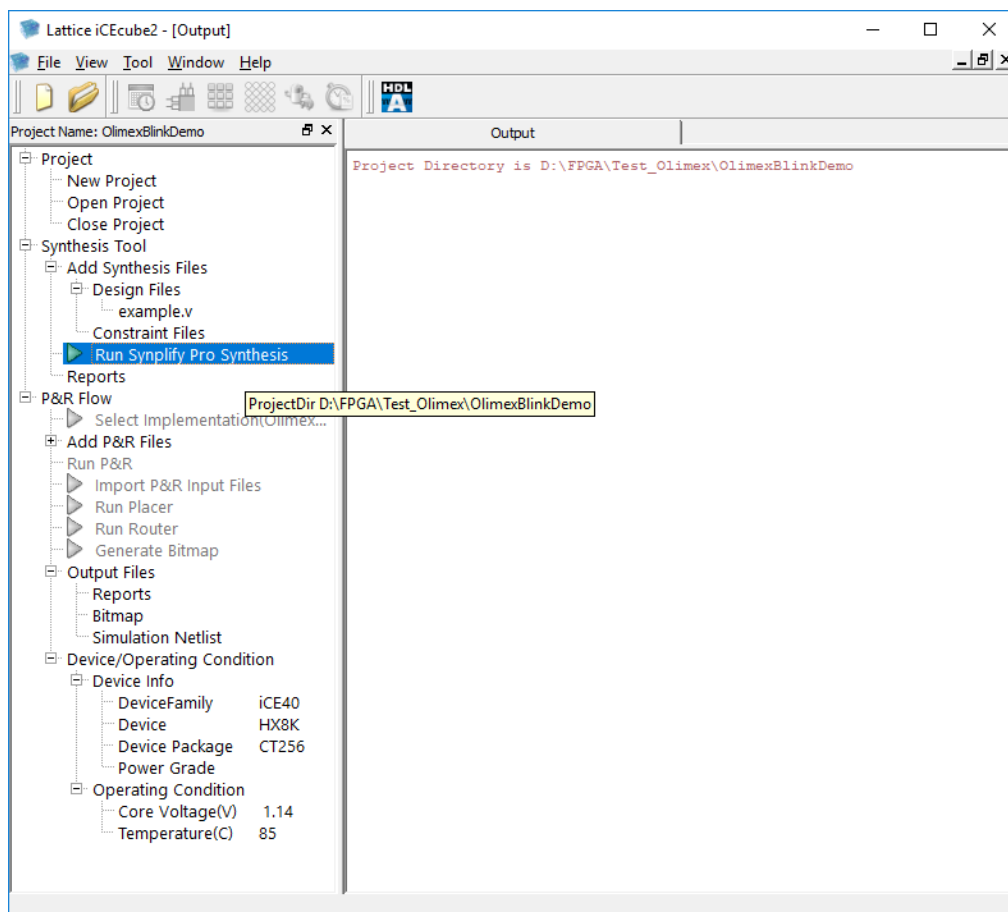 Lattice iCEcube2 - [Output]
File View Tool Window Help
HDL
A
Project Name: OlimexBlinkDemo
Output
Project
New Project
Open Project
Close Project
Synthesis Tool
Add Synthesis Files
Design Files
example.v
Constraint Files
Run Synplify Pro Synthesis
Reports
P&R Flow
Select Implementation(Olimex...
Add P&R Files
Run P&R
Import P&R Input Files
Run Placer
Run Router
Generate Bitmap
Output Files
Reports
Bitmap
Simulation Netlist
Device/Operating Condition
Device Info
DeviceFamily iCE40
Device HX8K
Device Package CT256
Power Grade
Operating Condition
Core Voltage(V) 1.14
Temperature(C) 85
Project Directory is D:\FPGA\Test_Olimex\OlimexBlinkDemo
ProjectDir D:\FPGA\Test_Olimex\OlimexBlinkDemo